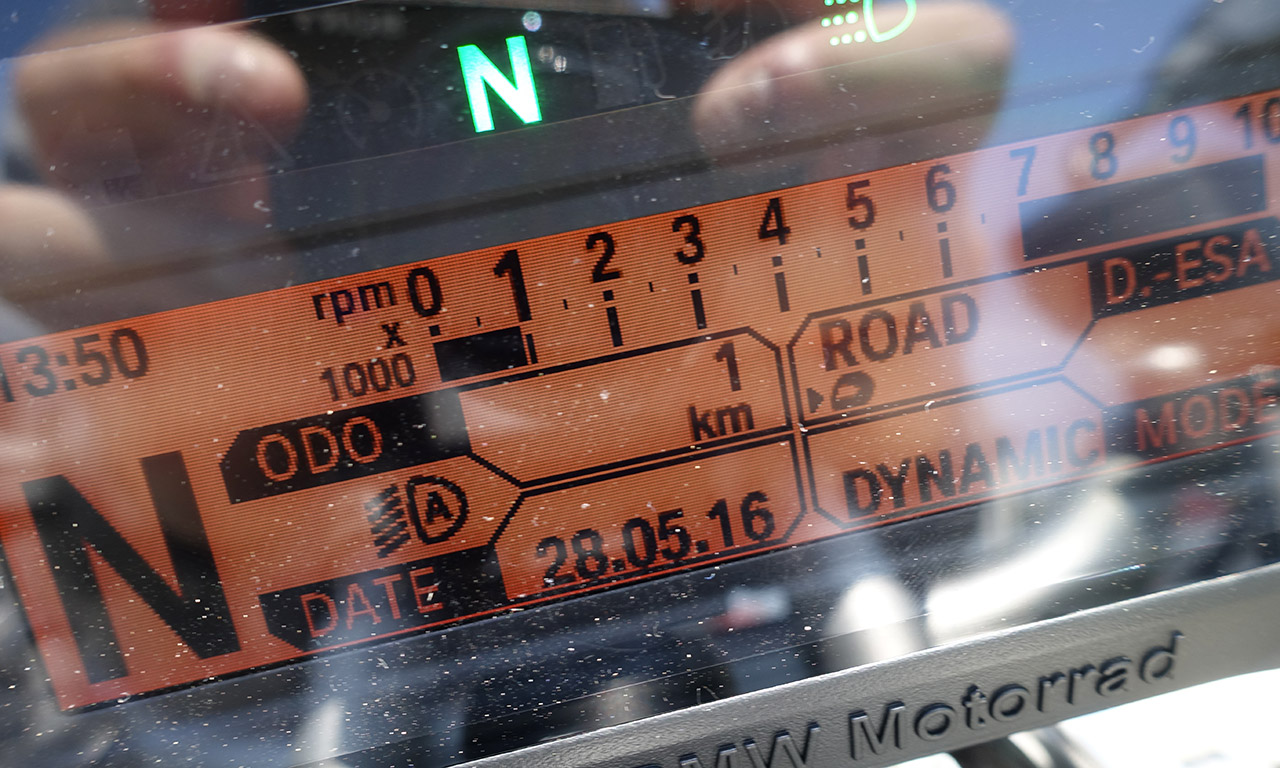 N
0 1 2 3 4 5 6 7 8 9 10
rpm
x
1000
13:50
ODO
1
km
ROAD
D.-ESA
N
A
DATE
28.05.16
DYNAMIC
MODE
BMW Motorrad